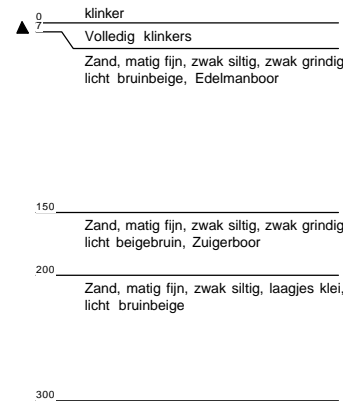 0 klinker
7 Volledig klinkers
Zand, matig fijn, zwak siltig, zwak grindig
licht bruinbeige, Edelmanboor
150
Zand, matig fijn, zwak siltig, zwak grindig
licht beigebruin, Zuigerboor
200
Zand, matig fijn, zwak siltig, laagjes klei,
licht bruinbeige
300